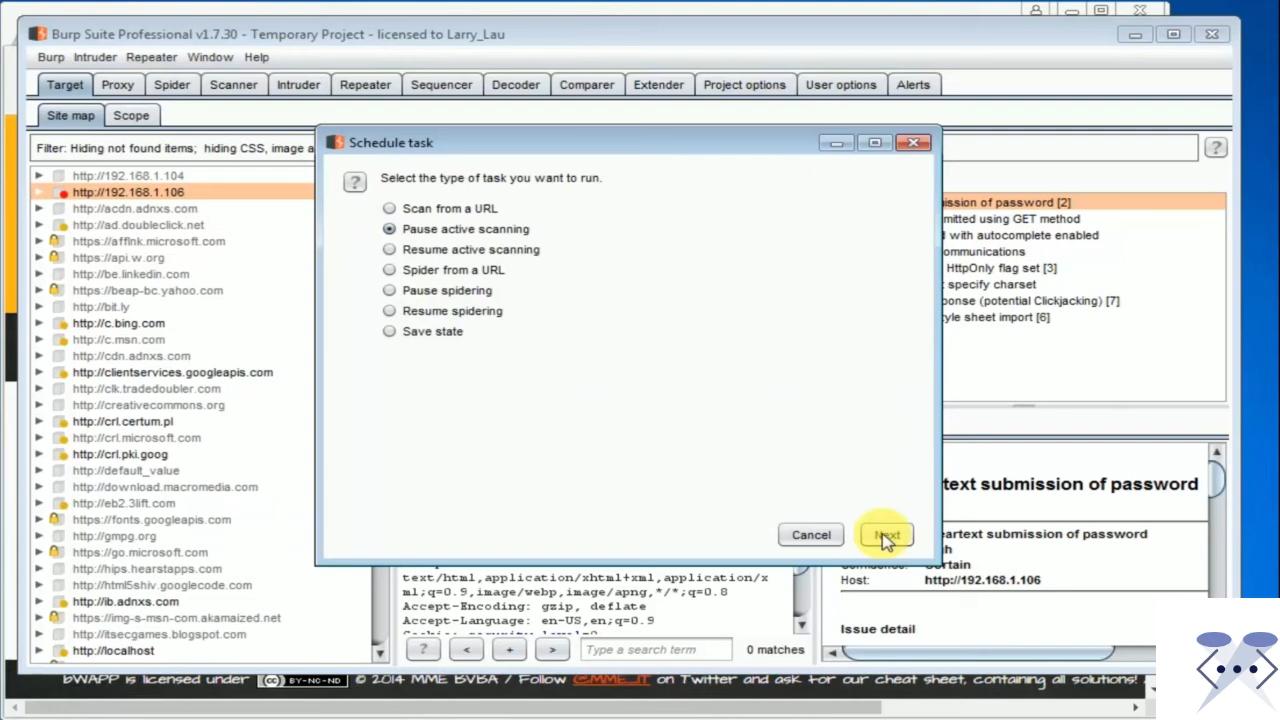 Burp Suite Professional v1.7.30 - Temporary Project - licensed to Larry_Lau
Burp Intruder Repeater Window Help
Target Proxy Spider Scanner Intruder Repeater Sequencer Decoder Comparer Extender Project options User options Alerts
Site map Scope
Filter: Hiding not found items; hiding CSS, image a
?
Schedule task
?
Select the type of task you want to run.
Scan from a URL
Pause active scanning
Resume active scanning
Spider from a URL
Pause spidering
Resume spidering
Save state
Cancel Next
http://192.168.1.104
http://192.168.1.106
http://acdn.adnxs.com
http://ad.doubleclick.net
https://afflnk.microsoft.com
https://api.w.org
http://be.linkedin.com
https://beap-bc.yahoo.com
http://bit.ly
http://c.bing.com
http://c.msn.com
http://cdn.adnxs.com
http://clientservices.googleapis.com
http://clk.tradedoubler.com
http://creativecommons.org
http://crl.certum.pl
http://crl.microsoft.com
http://crl.pki.goog
http://default_value
http://download.macromedia.com
http://eb2.3lift.com
https://fonts.googleapis.com
http://gmpg.org
https://go.microsoft.com
http://hips.hearstapps.com
http://html5shiv.googlecode.com
http://ib.adnxs.com
https://img-s-msn-com.akamaized.net
http://itsecgames.blogspot.com
http://localhost
ission of password [2]
mitted using GET method
d with autocomplete enabled
ommunications
HttpOnly flag set [3]
t specify charset
ponse (potential Clickjacking) [7]
tyle sheet import [6]
text/html,application/xhtml+xml,application/x
ml;q=0.9,image/webp,image/apng,*/*;q=0.8
Accept-Encoding: gzip, deflate
Accept-Language: en-US,en;q=0.9
? < + > Type a search term 0 matches
text submission of password
eartext submission of password
gh
Certain
Host: http://192.168.1.106
Issue detail
bWAPP is licensed under (cc) BY-NC-ND © 2014 MME BVBA / Follow @MME_IT on Twitter and ask for our cheat sheet, containing all solutions!